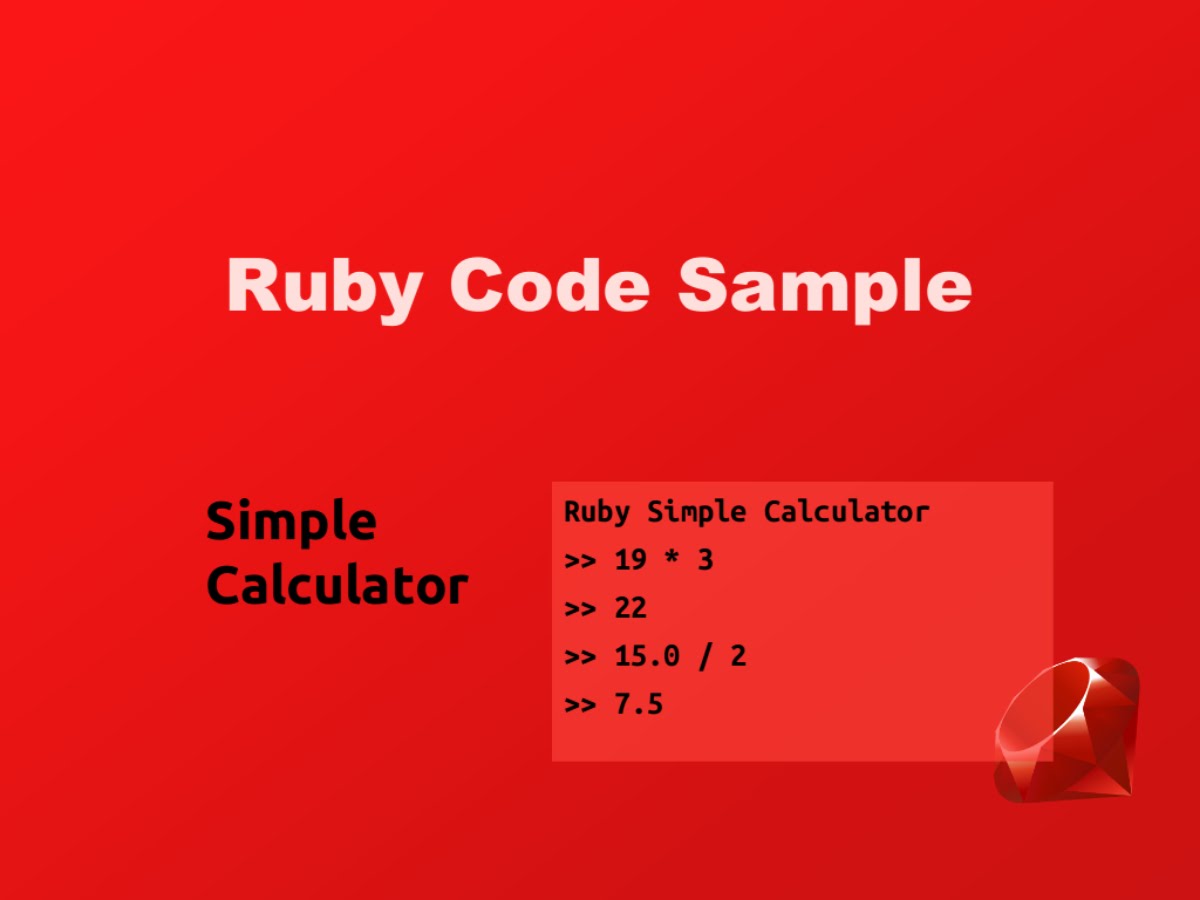 Ruby Code Sample
Simple
Calculator
Ruby Simple Calculator
>> 19 * 3
>> 22
>> 15.0 / 2
>> 7.5